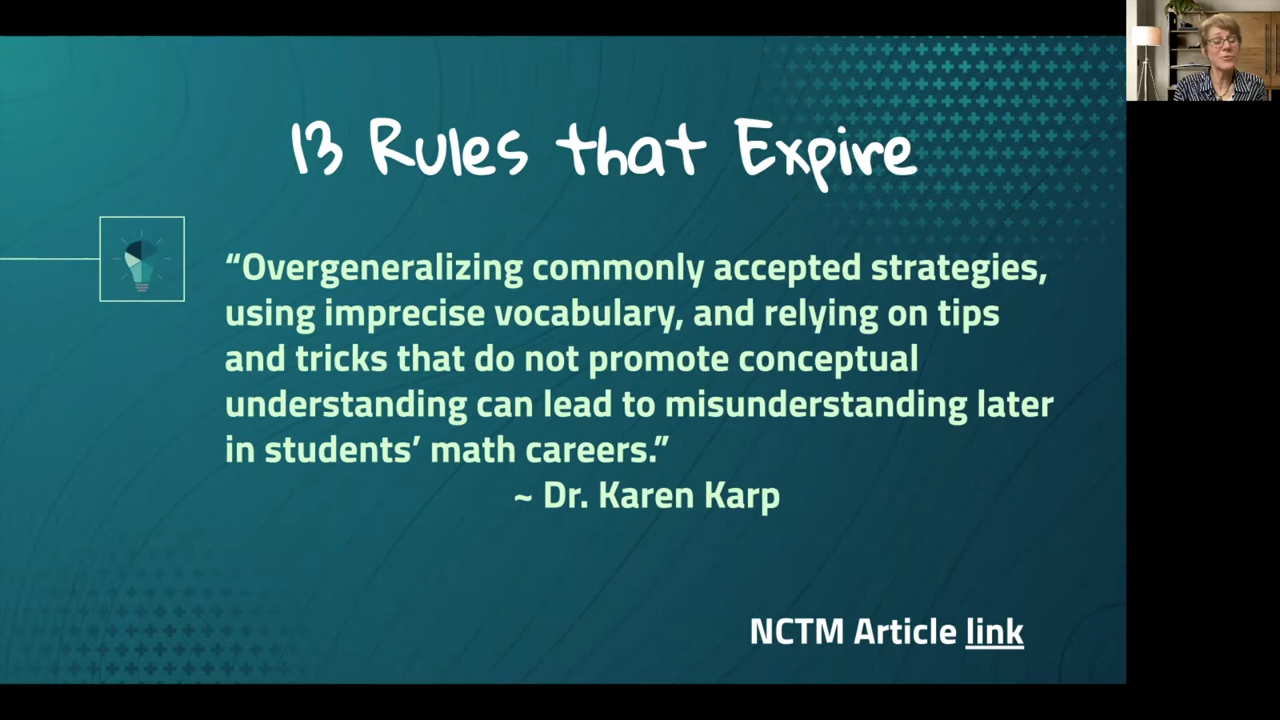 13 Rules that Expire
“Overgeneralizing commonly accepted strategies,
using imprecise vocabulary, and relying on tips
and tricks that do not promote conceptual
understanding can lead to misunderstanding later
in students’ math careers.”
~ Dr. Karen Karp
NCTM Article link